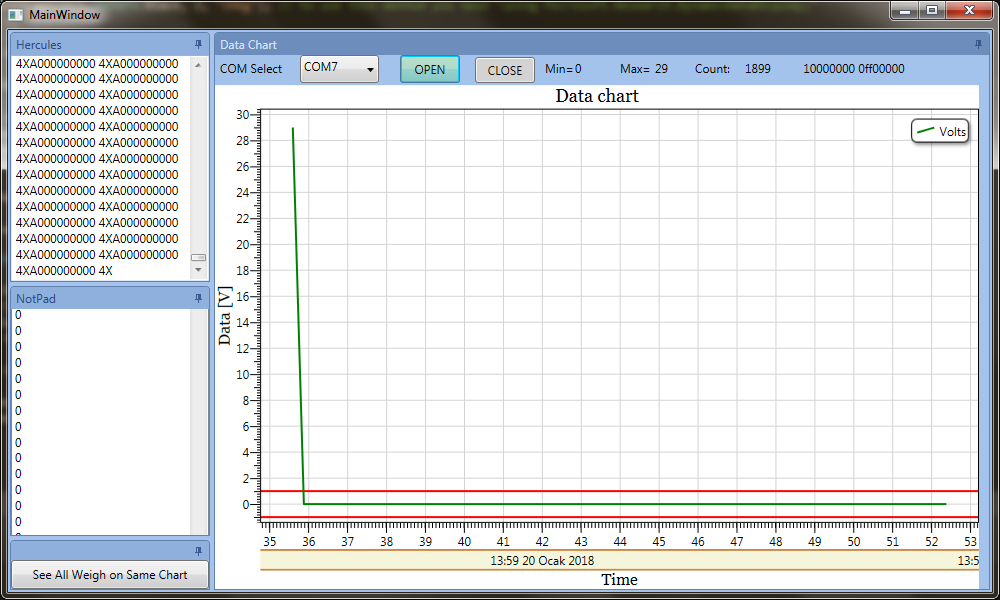 MainWindow
Hercules
4XA000000000 4XA000000000
4XA000000000 4XA000000000
4XA000000000 4XA000000000
4XA000000000 4XA000000000
4XA000000000 4XA000000000
4XA000000000 4XA000000000
4XA000000000 4XA000000000
4XA000000000 4XA000000000
4XA000000000 4XA000000000
4XA000000000 4XA000000000
4XA000000000 4XA000000000
4XA000000000 4XA000000000
4XA000000000 4XA000000000
4XA000000000 4X
NotPad
0
0
0
0
0
0
0
0
0
0
0
0
0
0
See All Weigh on Same Chart
Data Chart
COM Select COM7 OPEN CLOSE Min= 0 Max= 29 Count: 1899 10000000 0ff00000
Data chart
Volts
Data [V]
30
28
26
24
22
20
18
16
14
12
10
8
6
4
2
0
35 36 37 38 39 40 41 42 43 44 45 46 47 48 49 50 51 52 53
13:59 20 Ocak 2018 13:5
Time